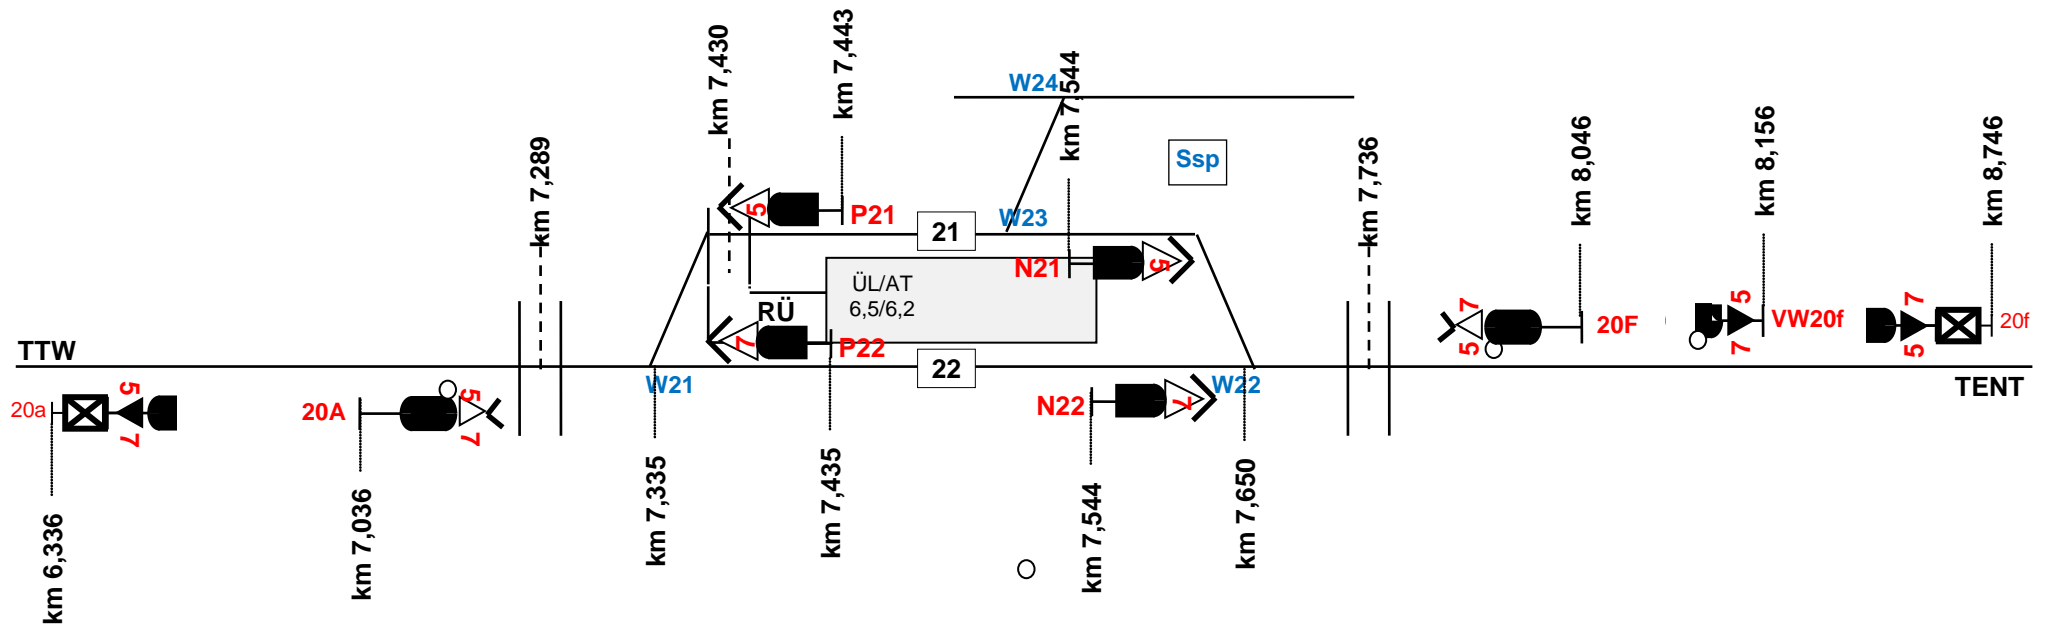 km 7,430
km 7,443
km 7,544
W24
km 8,156
km 8,046
km 8,746
km 7,289
km 7,736
Ssp
5
P21
21
W23
N21
5
ÜL/AT
6,5/6,2
RÜ
7
P22
TTW
22
W21
W22
TENT
7
5
20F
5
7
VW20f
7
5
20f
20a
5
7
20A
5
7
N22
7
km 6,336
km 7,036
km 7,335
km 7,435
km 7,544
km 7,650